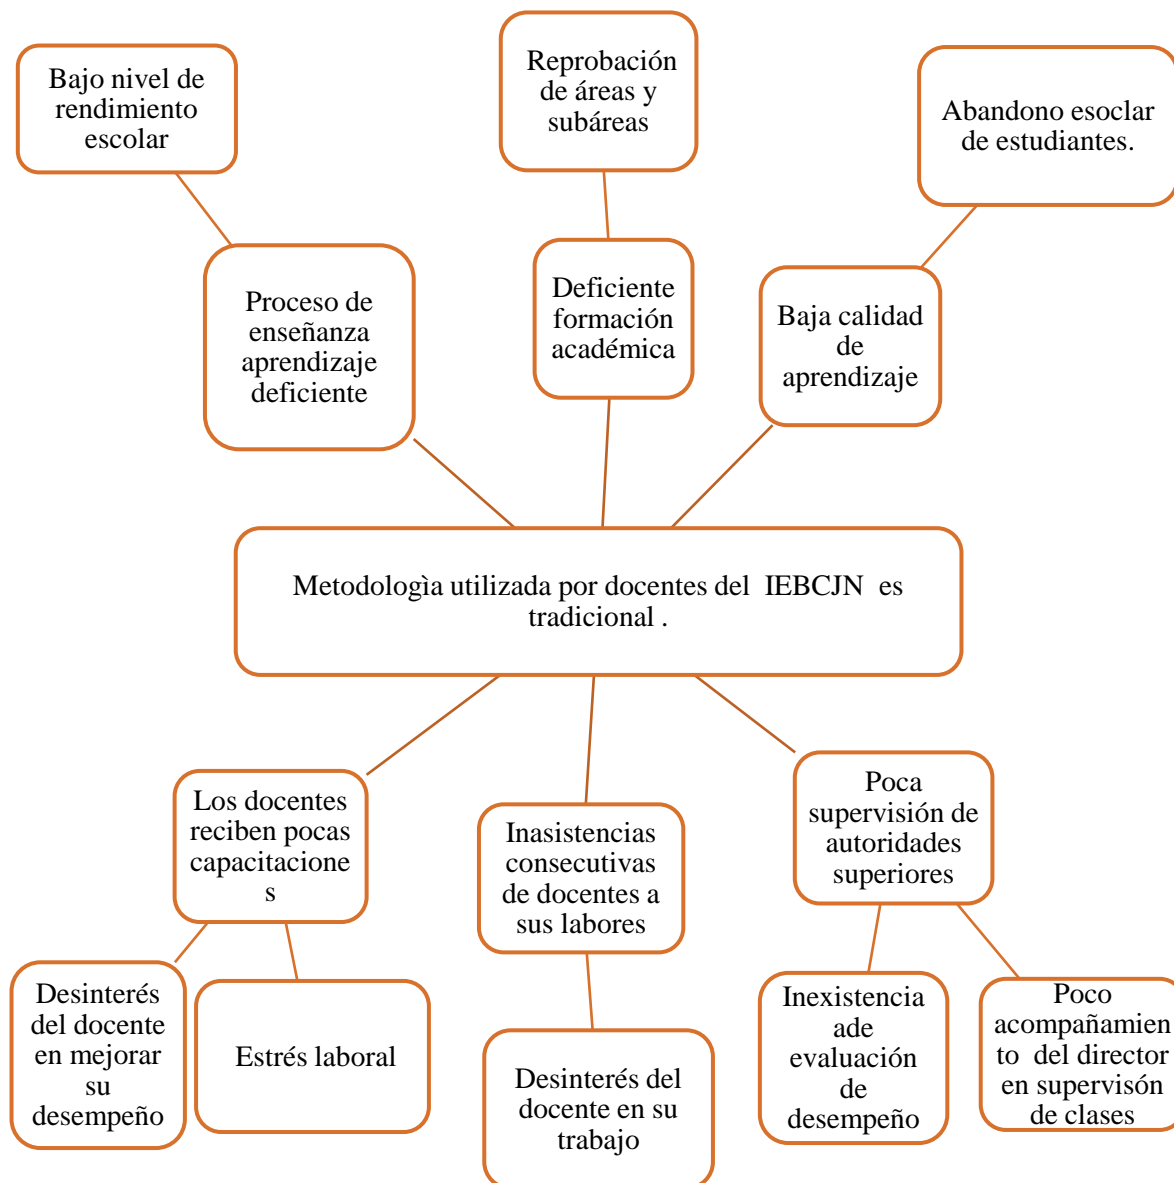 Bajo nivel de
rendimiento
escolar
Reprobación
de áreas y
subáreas
Abandono esoclar
de estudiantes.
Proceso de
enseñanza
aprendizaje
deficiente
Deficiente
formación
académica
Baja calidad
de
aprendizaje
Metodologìa utilizada por docentes del  IEBCJN  es
tradicional .
Los docentes
reciben pocas
capacitacione
s
Inasistencias
consecutivas
de docentes a
sus labores
Poca
supervisión de
autoridades
superiores
Desinterés
del docente
en mejorar
su
desempeño
Estrés laboral
Desinterés del
docente en su
trabajo
Inexistencia
ade
evaluación
de
desempeño
Poco
acompañamien
to  del director
en supervisón
de clases